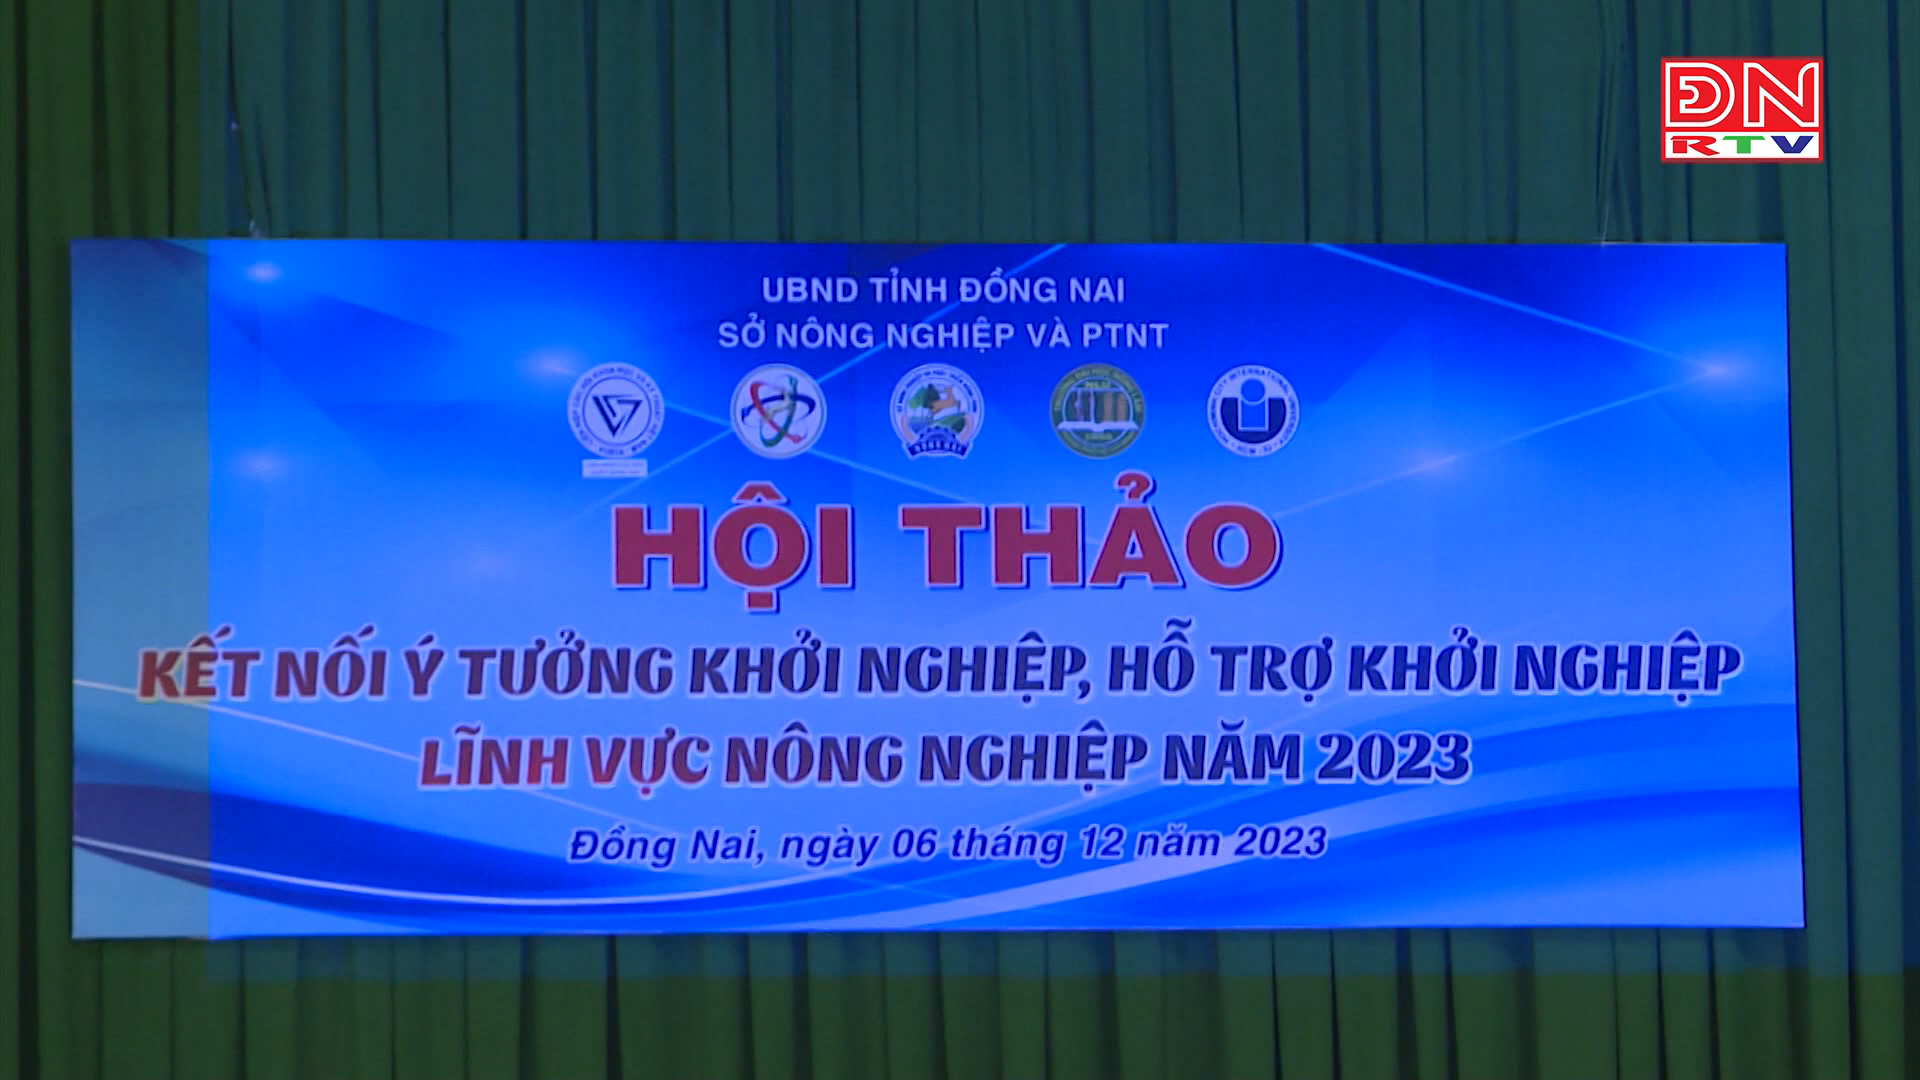 ĐN
RTV
UBND TỈNH ĐỒNG NAI
SỞ NÔNG NGHIỆP VÀ PTNT
HỘI THẢO
KẾT NỐI Ý TƯỞNG KHỞI NGHIỆP, HỖ TRỢ KHỞI NGHIỆP
LĨNH VỰC NÔNG NGHIỆP NĂM 2023
Đồng Nai, ngày 06 tháng 12 năm 2023